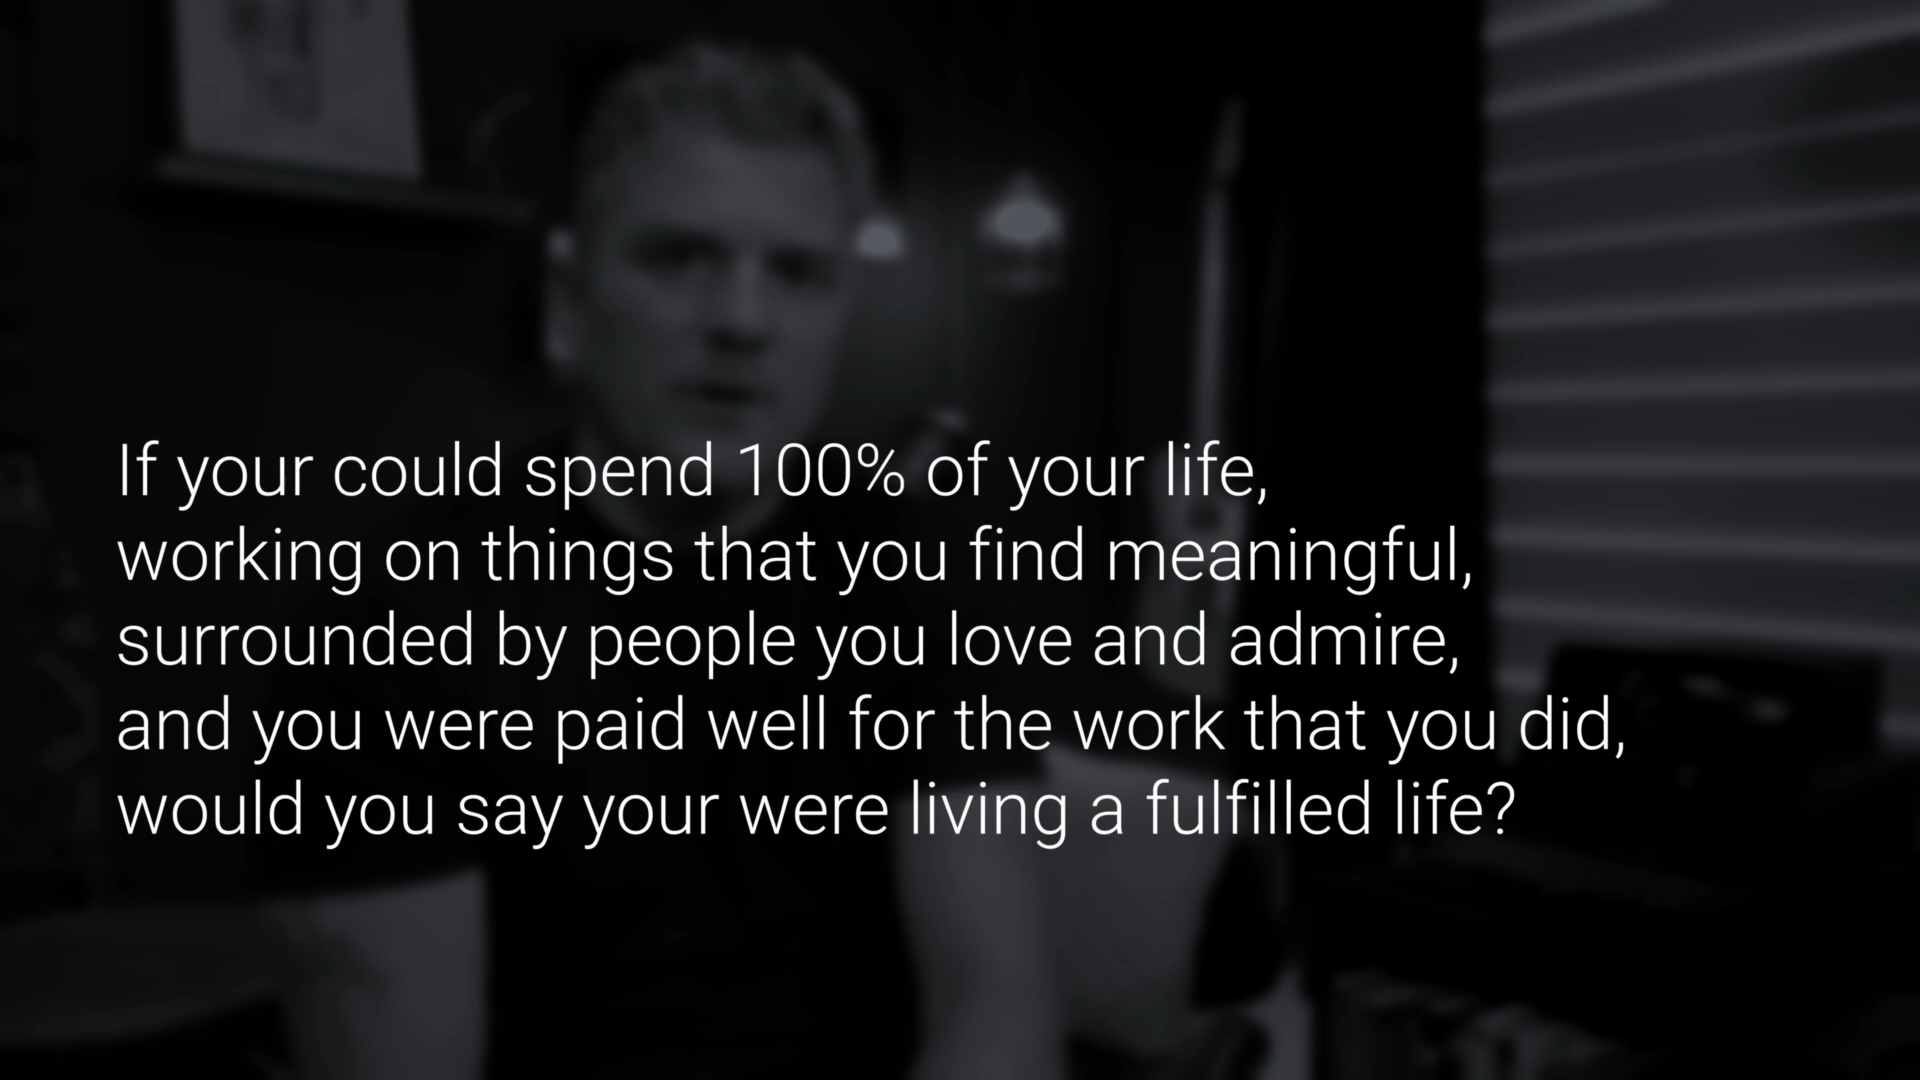 If your could spend 100% of your life,
working on things that you find meaningful,
surrounded by people you love and admire,
and you were paid well for the work that you did,
would you say your were living a fulfilled life?